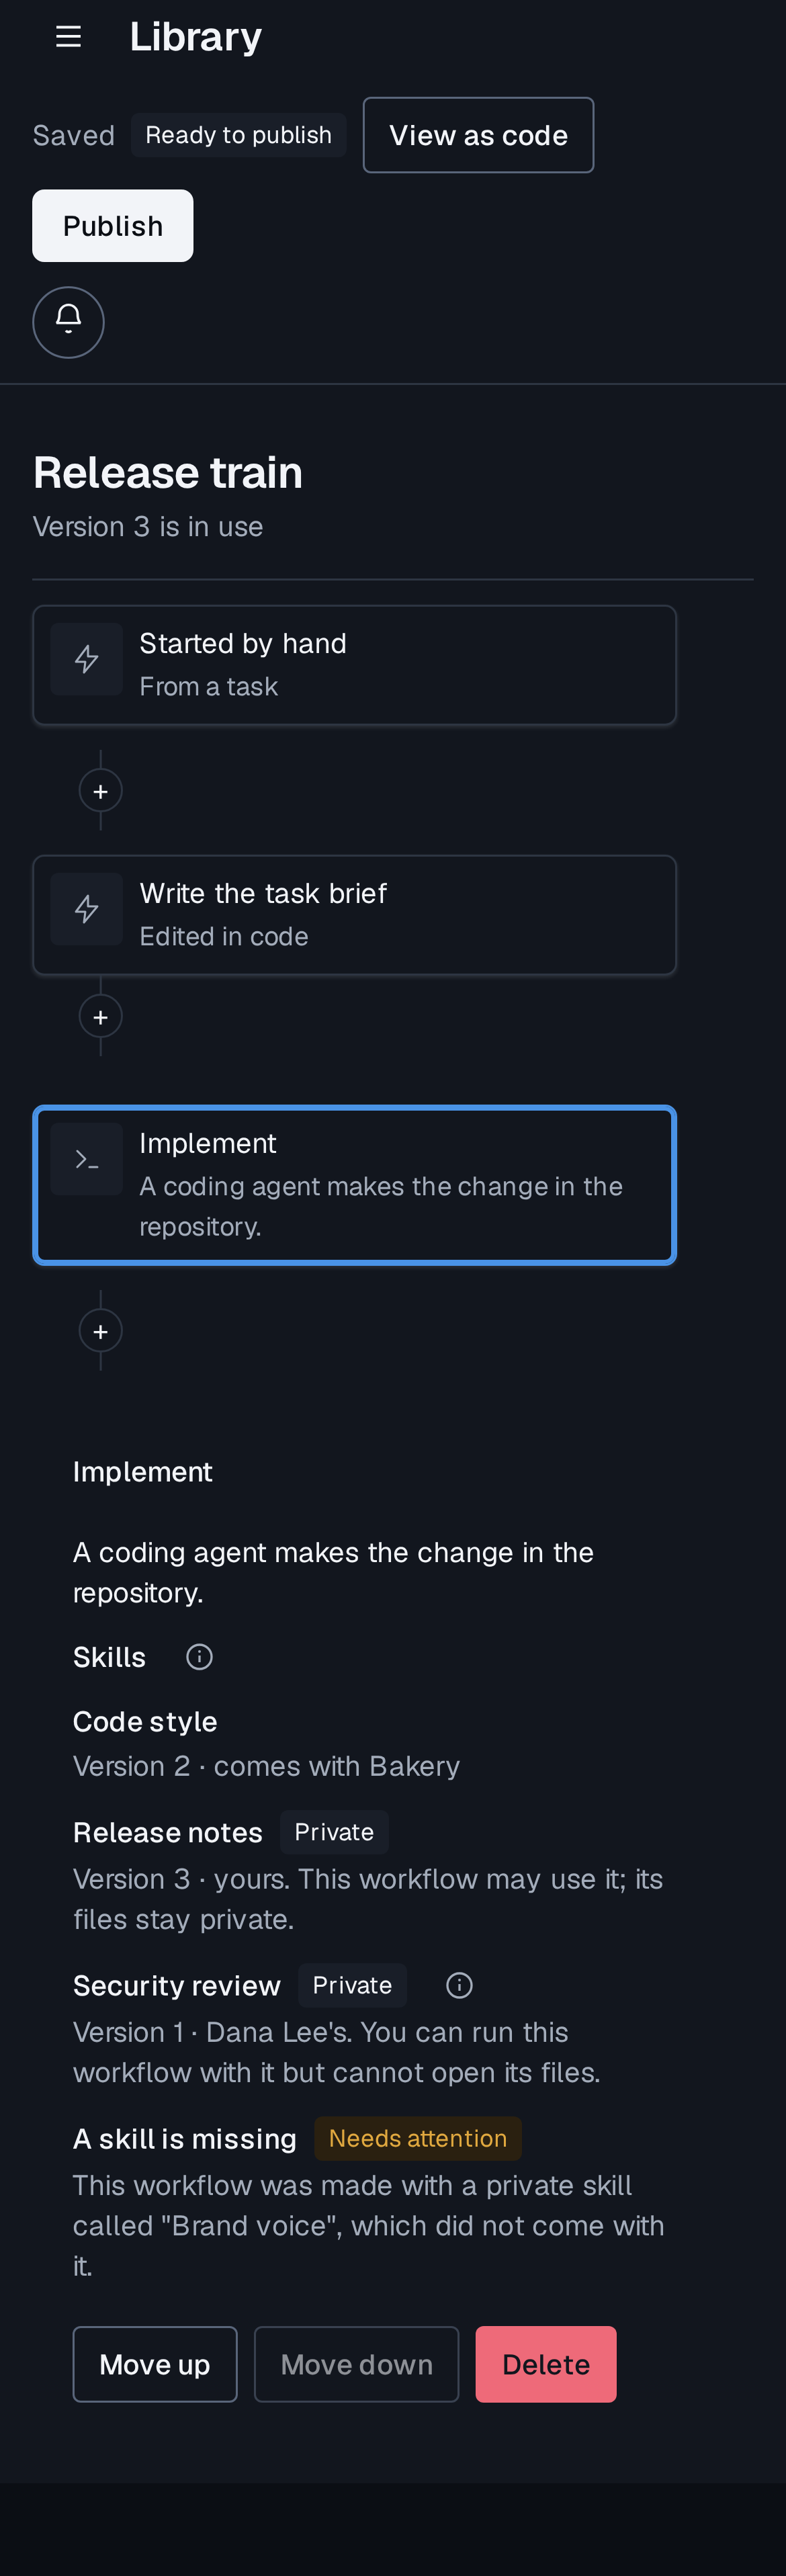 Library
Saved
Ready to publish
View as code
Publish
Release train
Version 3 is in use
Started by hand
From a task
+
Write the task brief
Edited in code
+
Implement
A coding agent makes the change in the
repository.
+
Implement
A coding agent makes the change in the
repository.
Skills
Code style
Version 2 · comes with Bakery
Release notes Private
Version 3 · yours. This workflow may use it; its
files stay private.
Security review Private
Version 1 · Dana Lee's. You can run this
workflow with it but cannot open its files.
A skill is missing Needs attention
This workflow was made with a private skill
called "Brand voice", which did not come with
it.
Move up
Move down
Delete